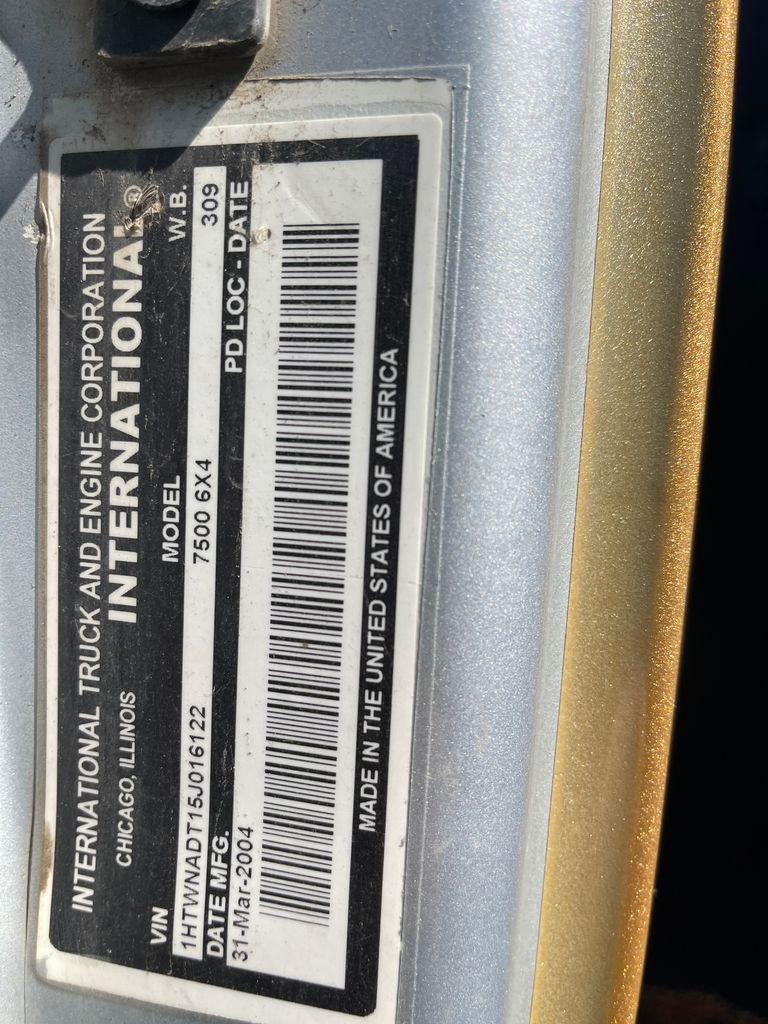 INTERNATIONAL TRUCK AND ENGINE CORPORATION
CHICAGO, ILLINOIS INTERNATIONAL®
VIN MODEL W.B.
1HTWNADT15J016122 7500 6X4 309
DATE MFG. PD LOC - DATE
31-Mar-2004
MADE IN THE UNITED STATES OF AMERICA